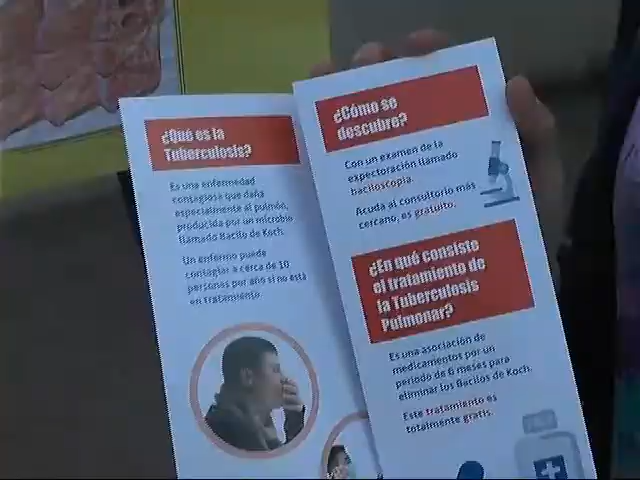 ¿Qué es la
Tuberculosis?
Es una enfermedad
contagiosa que daña
especialmente al pulmón,
producida por un microbio
llamado Bacilo de Koch.
Un enfermo puede
contagiar a cerca de 10
personas por año si no está
en tratamiento.
¿Cómo se
descubre?
Con un examen de la
expectoración llamado
baciloscopía.
Acuda al consultorio más
cercano, es gratuito.
¿En qué consiste
el tratamiento de
la Tuberculosis
Pulmonar?
Es una asociación de
medicamentos por un
período de 6 meses para
eliminar los Bacilos de Koch.
Este tratamiento es
totalmente gratis.